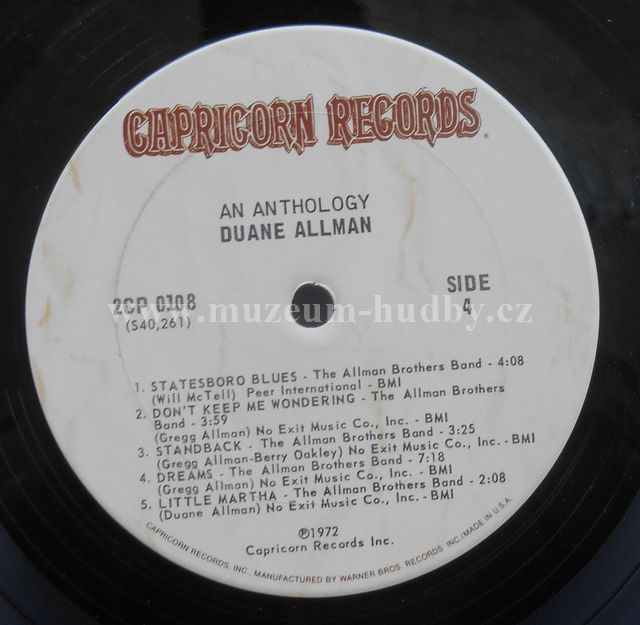 CAPRICORN RECORDS
AN ANTHOLOGY
DUANE ALLMAN
2CP 0108
(S40,261)
SIDE
4
www.muzeum-hudby.cz
1. STATESBORO BLUES - The Allman Brothers Band - 4:08
(Will McTell) Peer International - BMI
2. DON'T KEEP ME WONDERING - The Allman Brothers
Band - 3:59
(Gregg Allman) No Exit Music Co., Inc. - BMI
3. STANDBACK - The Allman Brothers Band - 3:25
(Gregg Allman-Berry Oakley) No Exit Music Co., Inc. - BMI
4. DREAMS - The Allman Brothers Band - 7:18
(Gregg Allman) No Exit Music Co., Inc. - BMI
5. LITTLE MARTHA - The Allman Brothers Band - 2:08
(Duane Allman) No Exit Music Co., Inc. - BMI
℗1972
Capricorn Records Inc.
CAPRICORN RECORDS, INC., MANUFACTURED BY WARNER BROS. RECORDS INC./MADE IN U.S.A.